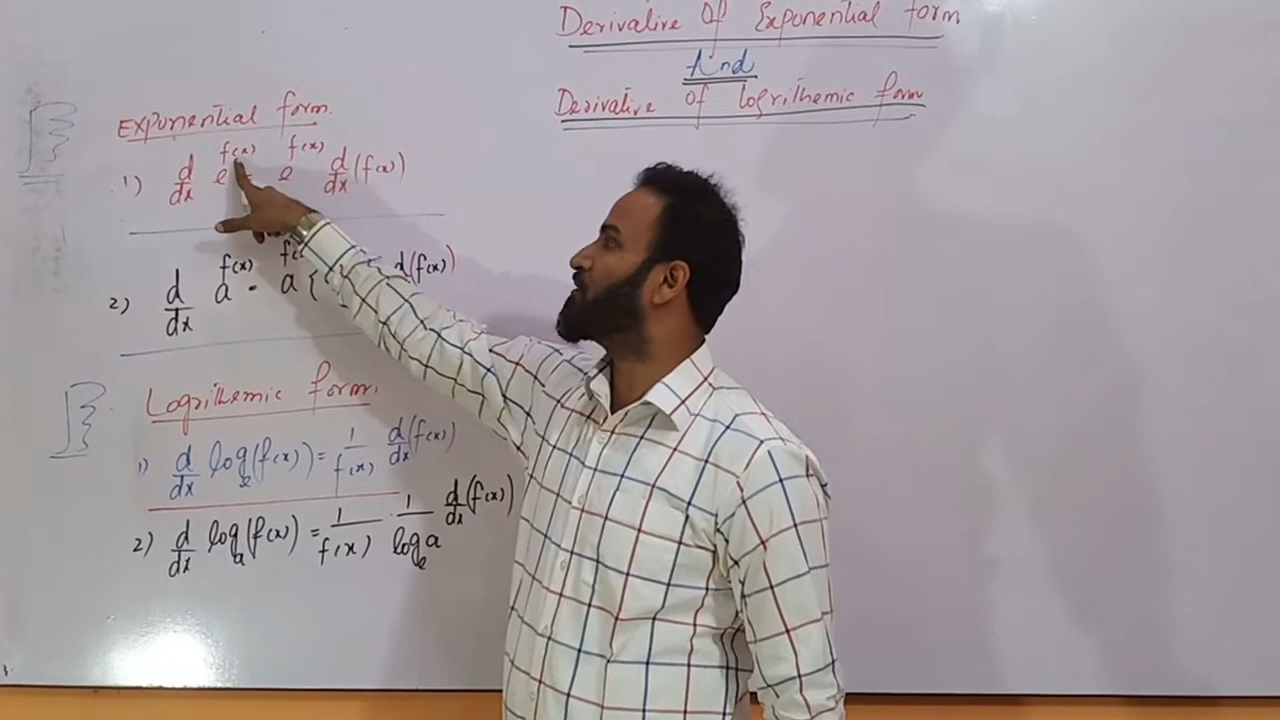 Derivative Of Exponential form
And
Derivative of logrithemic form
Exponential form.
1) d/dx e^f(x) = e^f(x) d/dx (f(x))
2) d/dx a^f(x) = a^f( { d(f(x))
Logrithemic form.
1) d/dx log_e(f(x)) = 1/f(x) d/dx (f(x))
2) d/dx log_a(f(x)) = 1/f(x) . 1/log_e a d/dx (f(x))